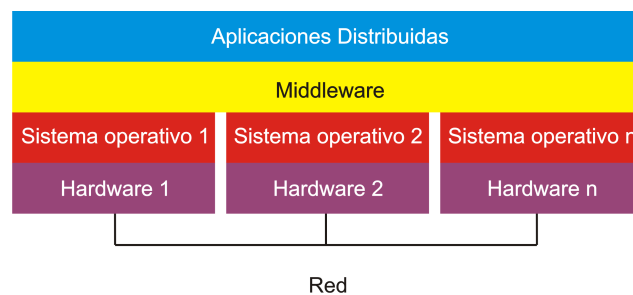 Aplicaciones Distribuidas
Middleware
Sistema operativo 1 Sistema operativo 2 Sistema operativo n
Hardware 1 Hardware 2 Hardware n
Red